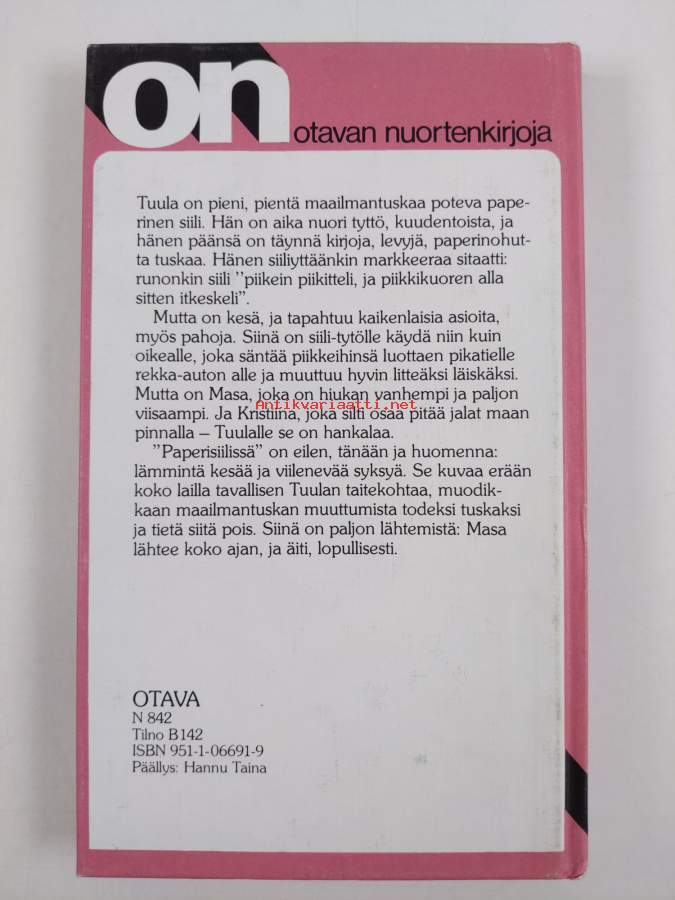 on
otavan nuortenkirjoja
Tuula on pieni, pientä maailmantuskaa poteva pape-
rinen siili. Hän on aika nuori tyttö, kuudentoista, ja
hänen päänsä on täynnä kirjoja, levyjä, paperinohut-
ta tuskaa. Hänen siiliyttäänkin markkeeraa sitaatti:
runonkin siili "piikein piikitteli, ja piikkikuoren alla
sitten itkeskeli".
Mutta on kesä, ja tapahtuu kaikenlaisia asioita,
myös pahoja. Siinä on siili-tytölle käydä niin kuin
oikealle, joka säntää piikkeihinsä luottaen pikatielle
rekka-auton alle ja muuttuu hyvin litteäksi läiskäksi.
Mutta on Masa, joka on hiukan vanhempi ja paljon
viisaampi. Ja Kristiina, joka silti osaa pitää jalat maan
Antikvariaatti.net
pinnalla – Tuulalle se on hankalaa.
"Paperisiilissä" on eilen, tänään ja huomenna:
lämmintä kesää ja viilenevää syksyä. Se kuvaa erään
koko lailla tavallisen Tuulan taitekohtaa, muodik-
kaan maailmantuskan muuttumista todeksi tuskaksi
ja tietä siitä pois. Siinä on paljon lähtemistä: Masa
lähtee koko ajan, ja äiti, lopullisesti.
OTAVA
N 842
Tilno B142
ISBN 951-1-06691-9
Päällys: Hannu Taina